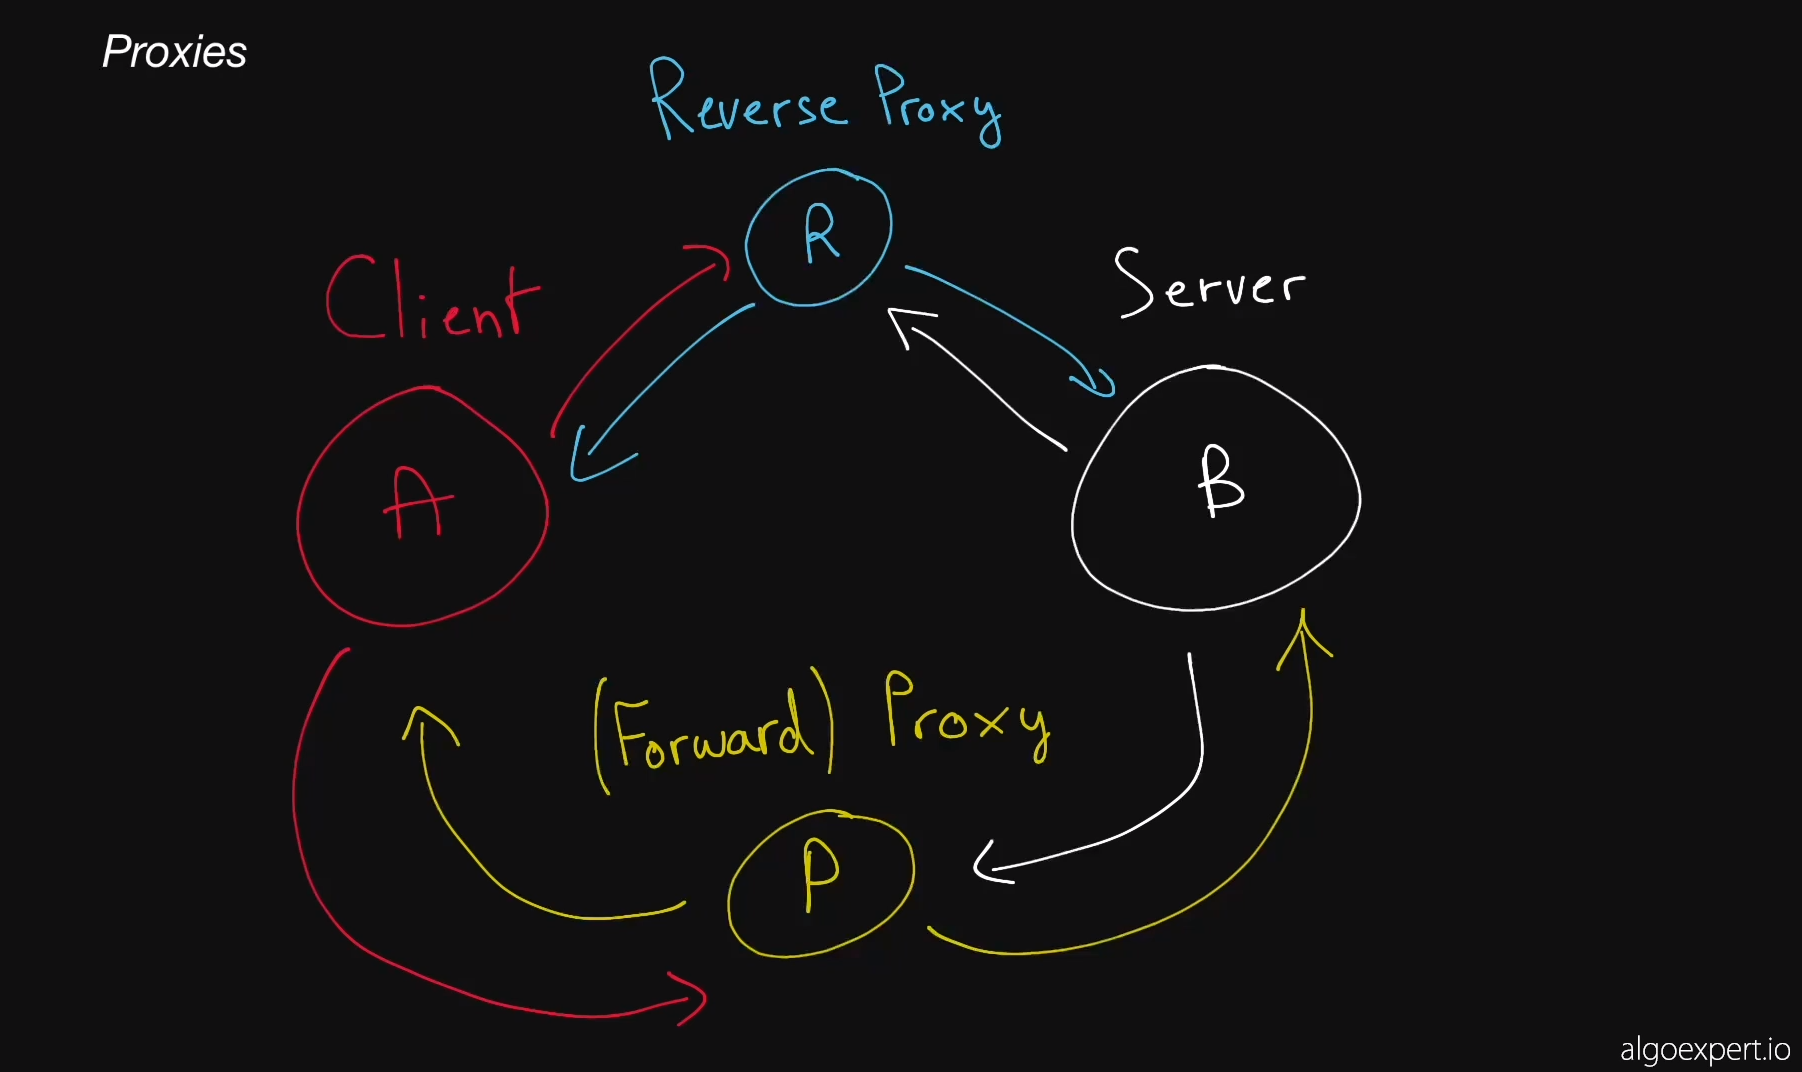 Proxies
Reverse Proxy
R
Client
Server
A
B
(Forward) Proxy
P
algoexpert.io